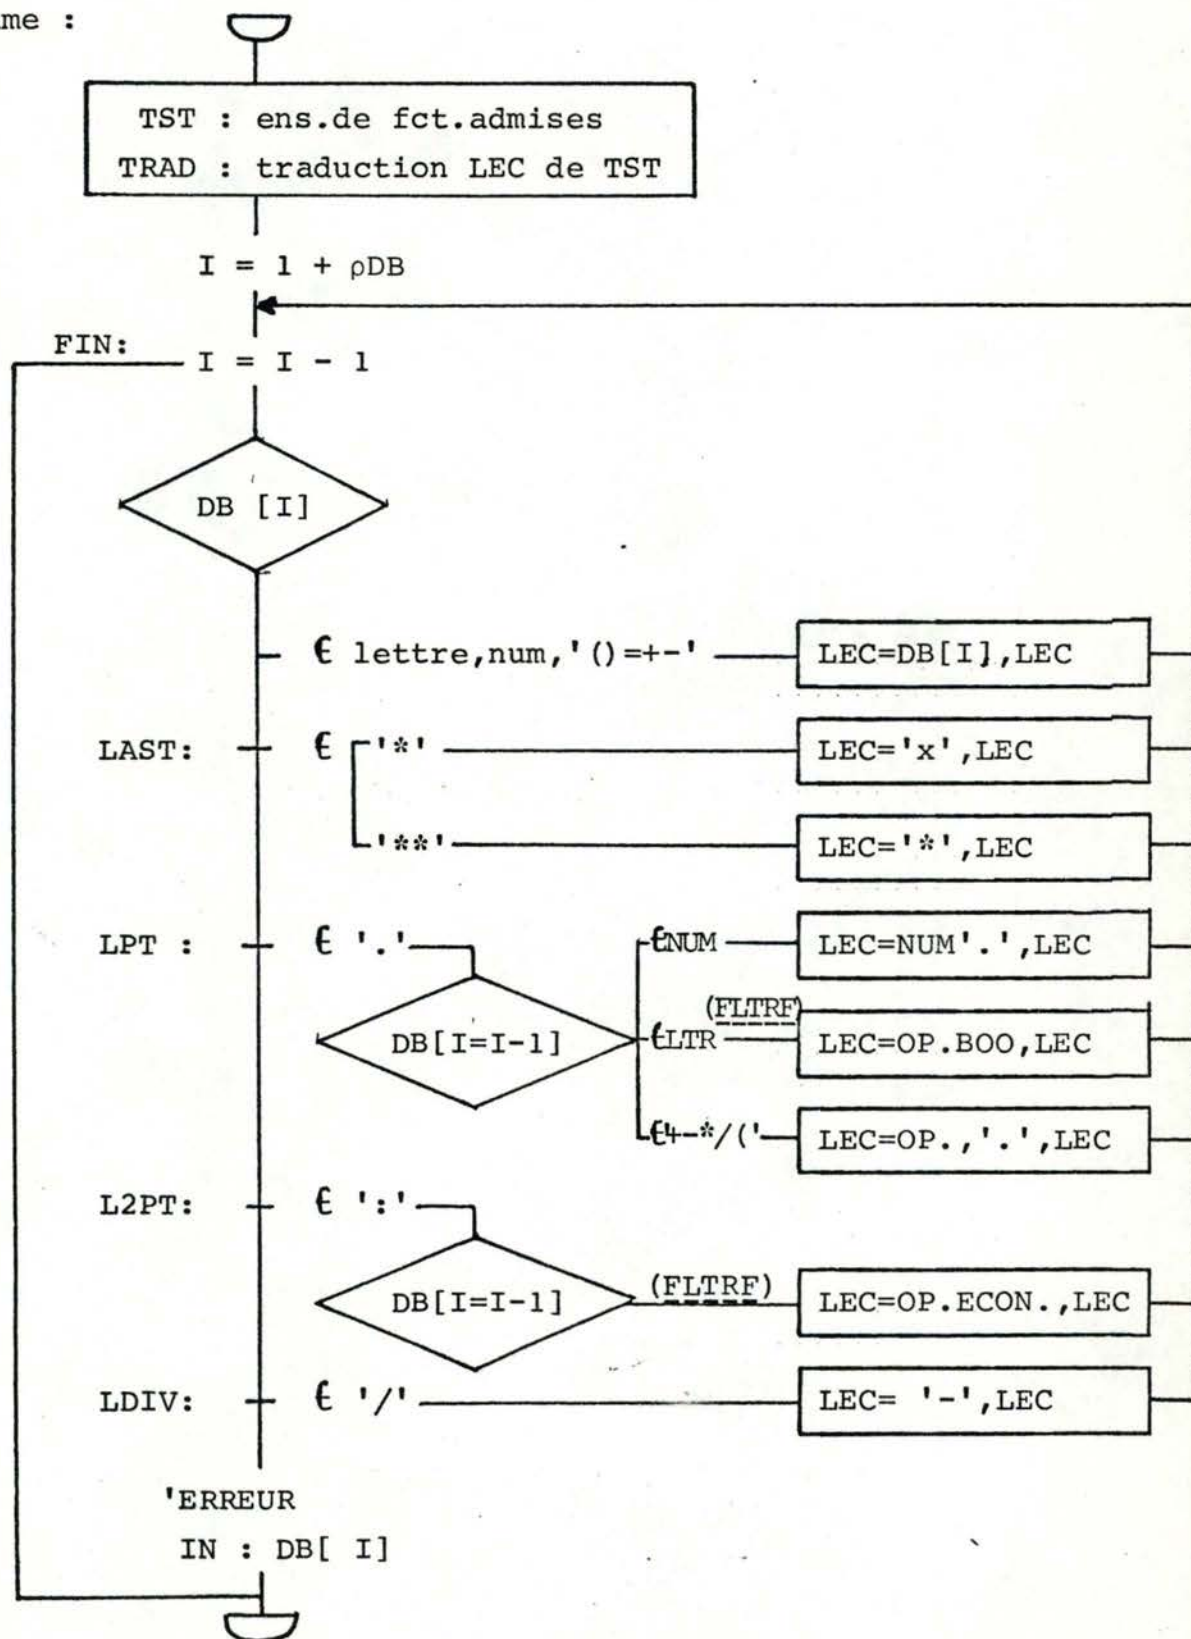 me :
TST : ens.de fct.admises
TRAD : traduction LEC de TST
I = 1 + ρDB
FIN:
I = I - 1
DB [I]
€ lettre,num,'()=+-' LEC=DB[I],LEC
LAST: € '*' LEC='x',LEC
'**' LEC='*',LEC
LPT : € '.' €NUM LEC=NUM'.',LEC
(FLTRF)
DB[I=I-1] €LTR LEC=OP.BOO,LEC
€+-*/(' LEC=OP.,'.',LEC
L2PT: € ':'
DB[I=I-1] (FLTRF) LEC=OP.ECON.,LEC
LDIV: € '/' LEC= '-',LEC
'ERREUR
IN : DB[ I]